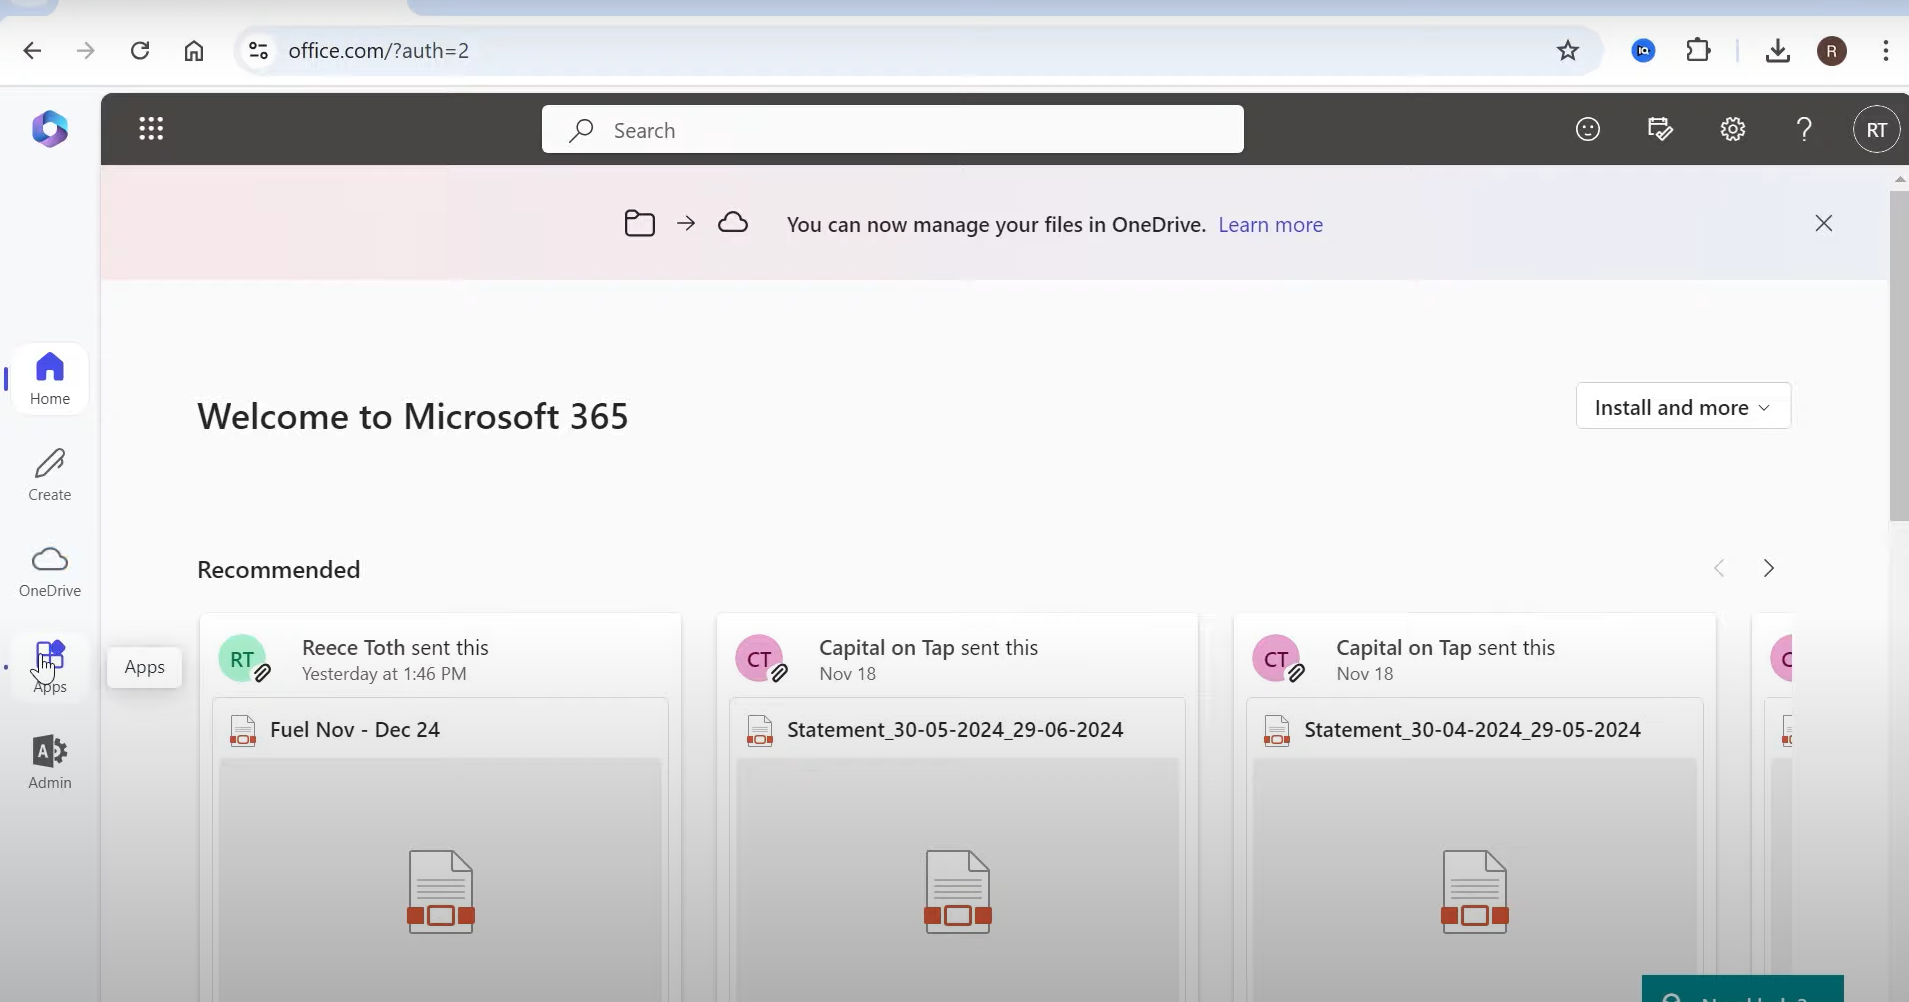 office.com/?auth=2
R
Search
RT
You can now manage your files in OneDrive. Learn more
Home
Welcome to Microsoft 365
Install and more
Create
OneDrive
Recommended
Apps
Apps
Admin
RT
Reece Toth sent this
Yesterday at 1:46 PM
Fuel Nov - Dec 24
CT
Capital on Tap sent this
Nov 18
Statement_30-05-2024_29-06-2024
CT
Capital on Tap sent this
Nov 18
Statement_30-04-2024_29-05-2024